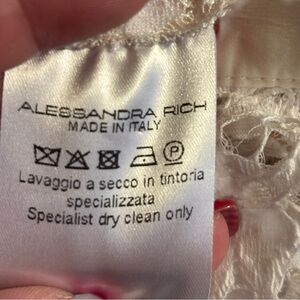 ALESSANDRA RICH
MADE IN ITALY
P
Lavaggio a secco in tintoria
specializzata
Specialist dry clean only